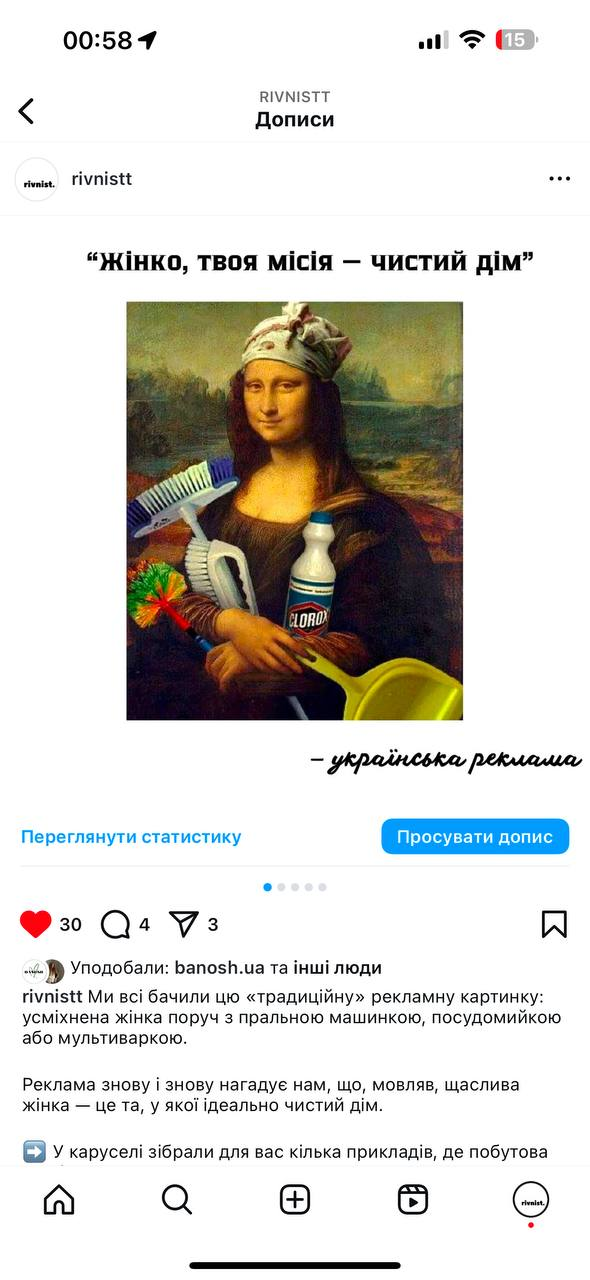 00:58
15
RIVNISTT
Дописи
rivnist.
rivnistt
“Жінко, твоя місія — чистий дім”
CLOROX
– українська реклама
Переглянути статистику
Просувати допис
30
4
3
Уподобали: banosh.ua та інші люди
rivnistt Ми всі бачили цю «традиційну» рекламну картинку:
усміхнена жінка поруч з пральною машинкою, посудомийкою
або мультиваркою.
Реклама знову і знову нагадує нам, що, мовляв, щаслива
жінка — це та, у якої ідеально чистий дім.
➡️ У каруселі зібрали для вас кілька прикладів, де побутова
rivnist.